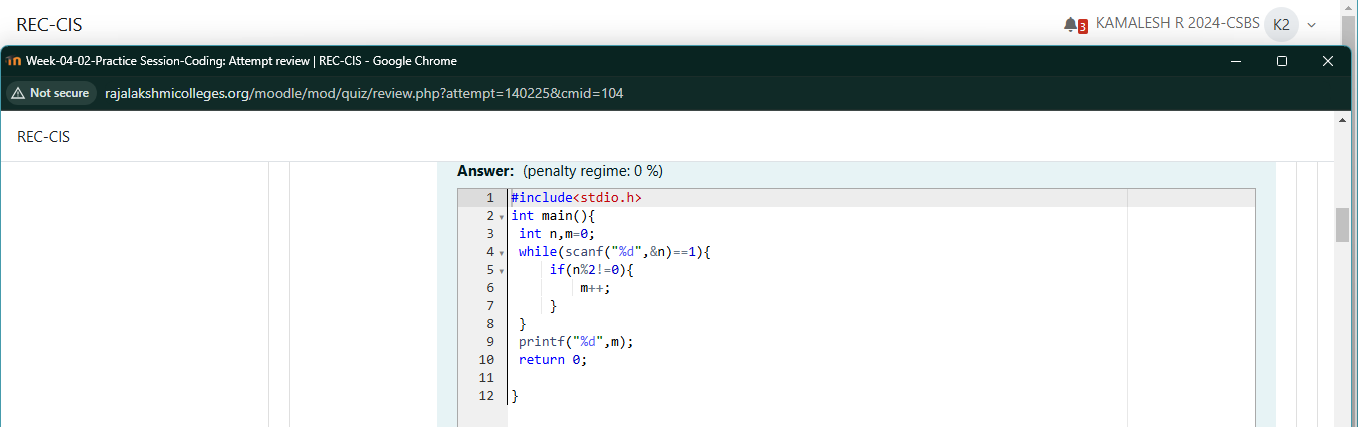 REC-CIS
3 KAMALESH R 2024-CSBS K2
Week-04-02-Practice Session-Coding: Attempt review | REC-CIS - Google Chrome
Not secure rajalakshmicolleges.org/moodle/mod/quiz/review.php?attempt=140225&cmid=104
REC-CIS
Answer: (penalty regime: 0 %)
1 #include<stdio.h>
2 int main(){
3 int n,m=0;
4 while(scanf("%d",&n)==1){
5 if(n%2!=0){
6 m++;
7 }
8 }
9 printf("%d",m);
10 return 0;
11
12 }